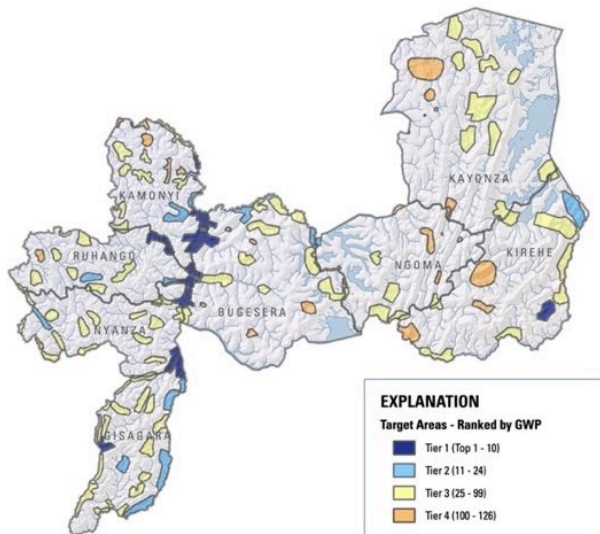 KAMONYI
KAYONZA
RUHANGO
NGOMA
KIREHE
BUGESERA
NYANZA
GISAGARA
EXPLANATION
Target Areas - Ranked by GWP
Tier 1 (Top 1 - 10)
Tier 2 (11 - 24)
Tier 3 (25 - 99)
Tier 4 (100 - 126)